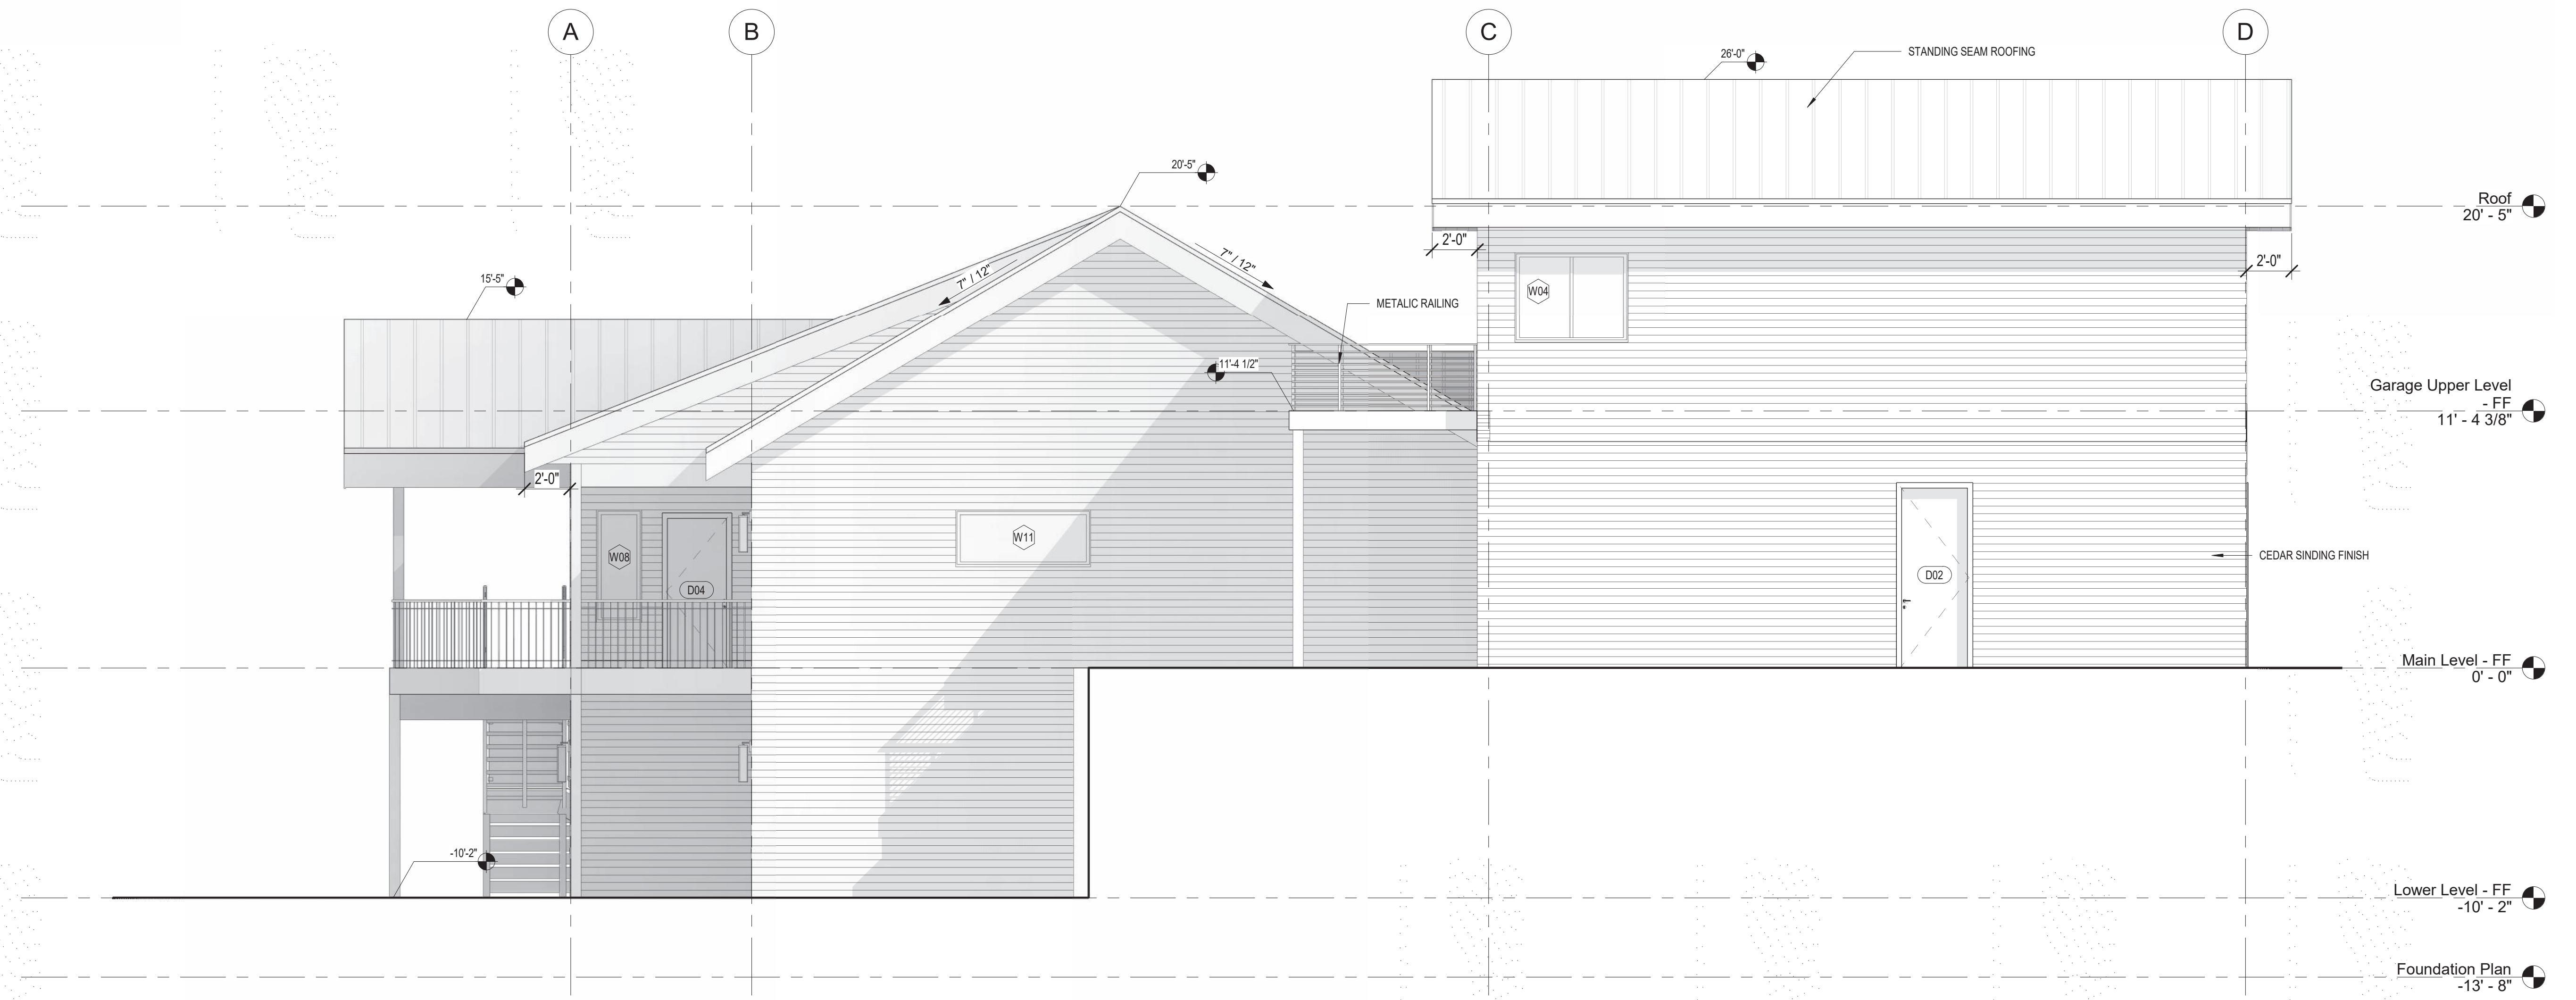 A
B
C
D
26'-0"
STANDING SEAM ROOFING
20'-5"
Roof
20' - 5"
2'-0"
2'-0"
7" / 12"
7" / 12"
15'-5"
W04
METALIC RAILING
11'-4 1/2"
Garage Upper Level
- FF
11' - 4 3/8"
2'-0"
W08
D04
W11
D02
CEDAR SINDING FINISH
Main Level - FF
0' - 0"
-10'-2"
Lower Level - FF
-10' - 2"
Foundation Plan
-13' - 8"